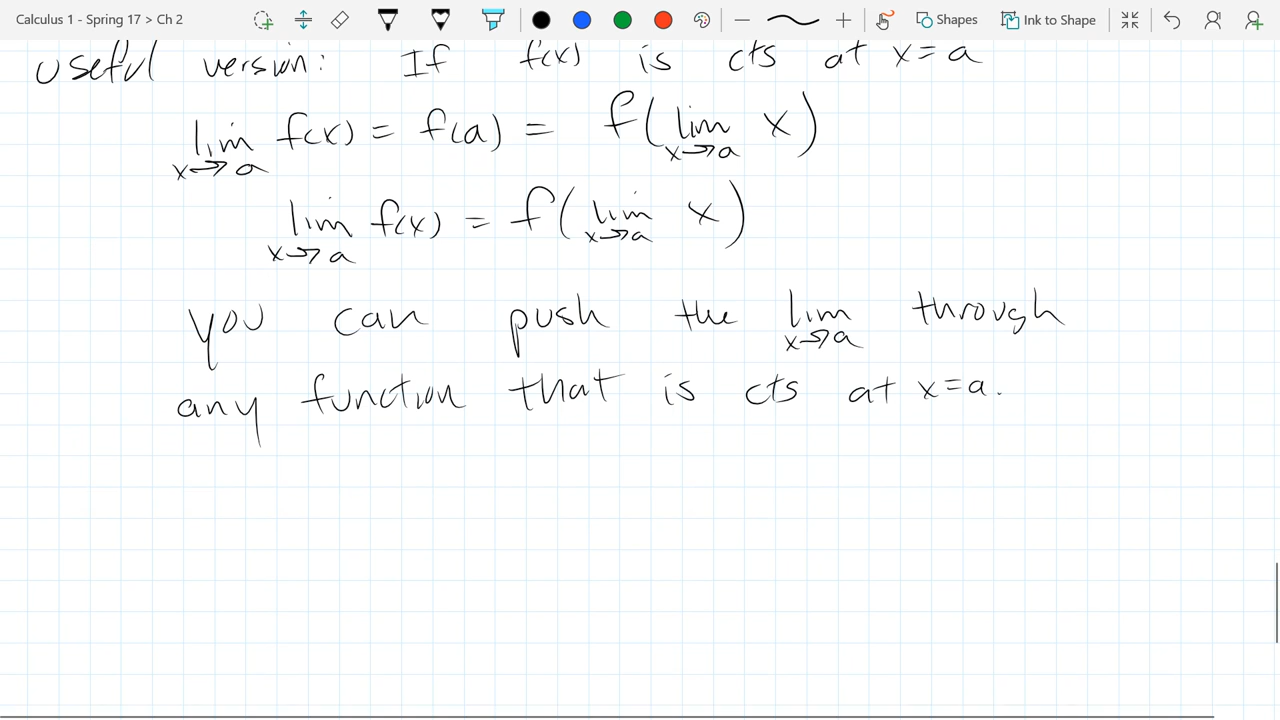 Calculus 1 - Spring 17 > Ch 2 Shapes Ink to Shape
useful version: If f(x) is cts at x=a
lim x→a f(x) = f(a) = f(lim x→a x)
lim x→a f(x) = f(lim x→a x)
you can push the lim x→a through
any function that is cts at x=a.